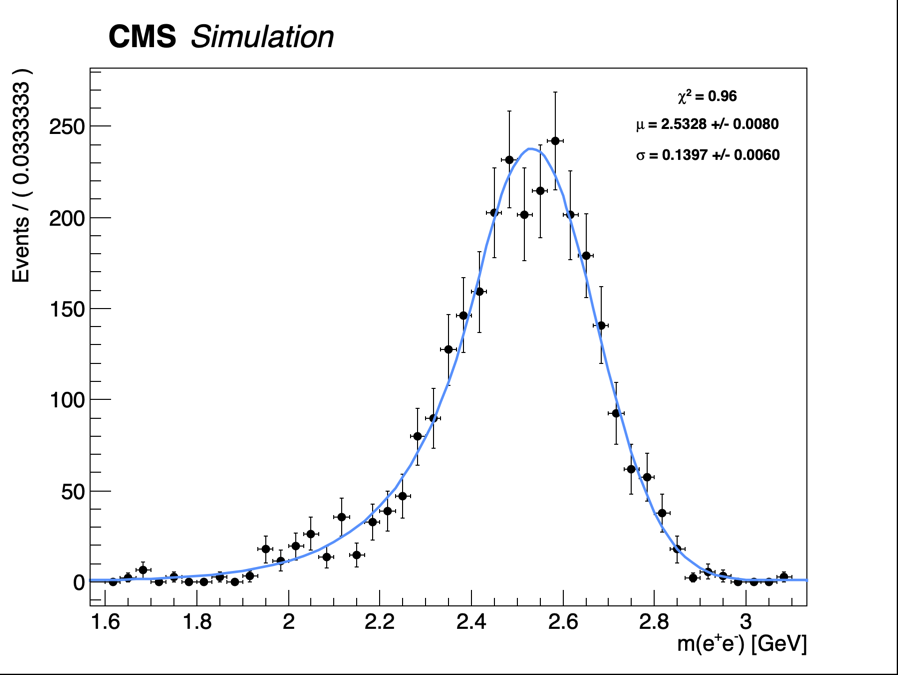 CMS Simulation
Events / ( 0.0333333 )
χ² = 0.96
μ = 2.5328 +/- 0.0080
σ = 0.1397 +/- 0.0060
250
200
150
100
50
0
1.6 1.8 2 2.2 2.4 2.6 2.8 3
m(e⁺e⁻) [GeV]